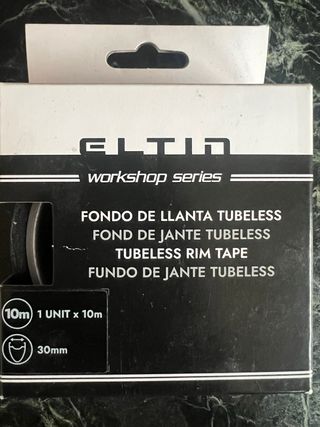 ELTIN
workshop series
FONDO DE LLANTA TUBELESS
FOND DE JANTE TUBELESS
TUBELESS RIM TAPE
FUNDO DE JANTE TUBELESS
10m 1 UNIT x 10m
30mm